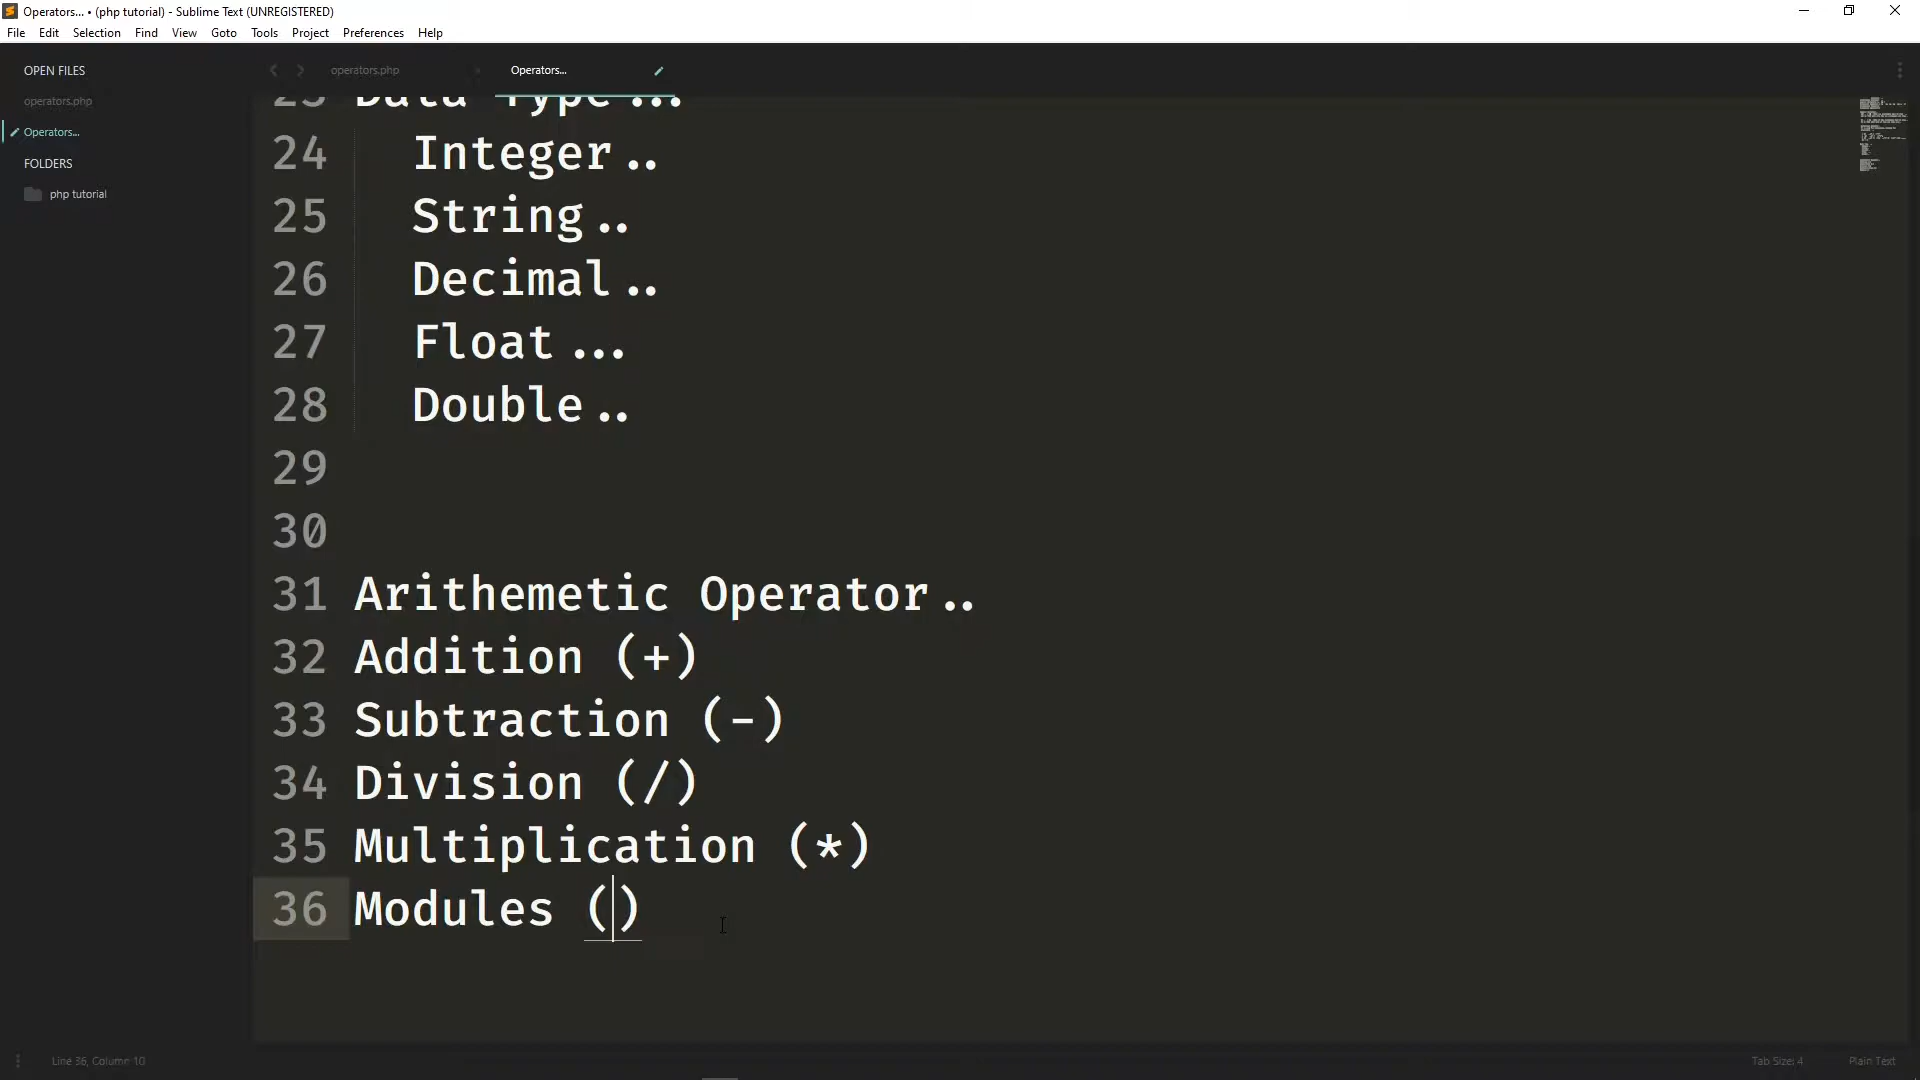 Operators... • (php tutorial) - Sublime Text (UNREGISTERED)
File Edit Selection Find View Goto Tools Project Preferences Help
OPEN FILES
operators.php
Operators...
FOLDERS
php tutorial
operators.php
Operators...
23 Data Type...
24 Integer..
25 String..
26 Decimal..
27 Float ...
28 Double..
29
30
31 Arithemetic Operator..
32 Addition (+)
33 Subtraction (-)
34 Division (/)
35 Multiplication (*)
36 Modules ()
Line 36, Column 10
Tab Size: 4
Plain Text